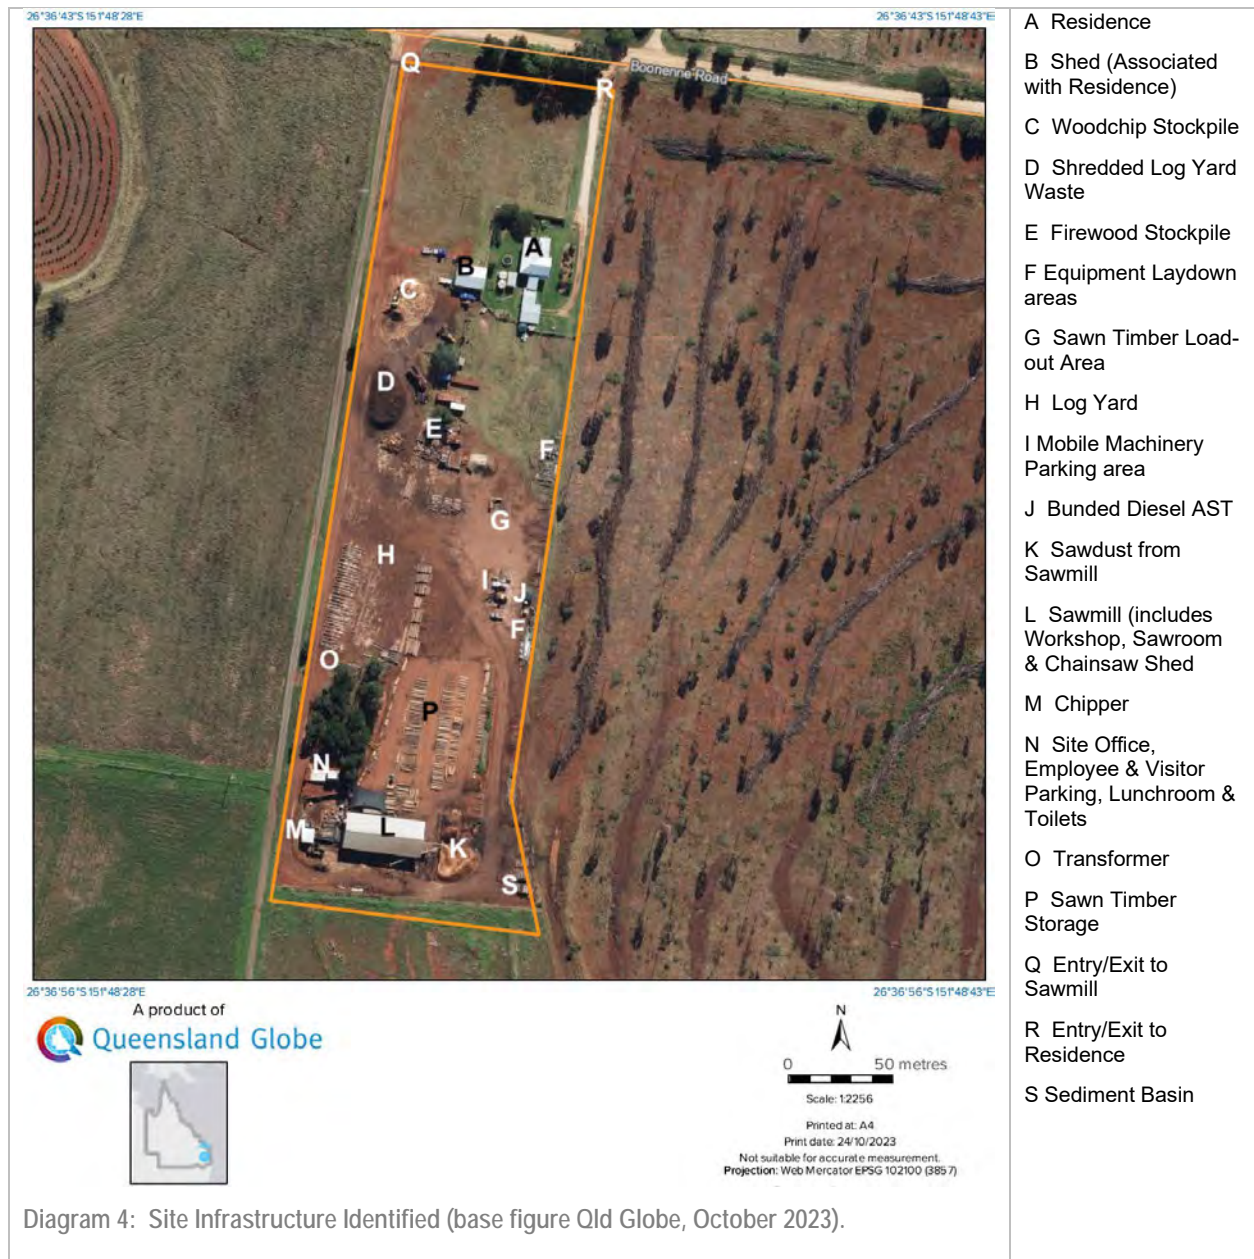 26°36'43"S 151°48'28"E
26°36'43"S 151°48'43"E
Q
R
Boonenne Road
A
B
C
D
E
F
G
H
I
J
F
O
P
N
M
L
K
S
26°36'56"S 151°48'28"E
26°36'56"S 151°48'43"E
A product of
Queensland Globe
N
0
50 metres
Scale: 1:2256
Printed at: A4
Print date: 24/10/2023
Not suitable for accurate measurement.
Projection: Web Mercator EPSG 102100 (3857)
Diagram 4: Site Infrastructure Identified (base figure Qld Globe, October 2023).
A Residence
B Shed (Associated
with Residence)
C Woodchip Stockpile
D Shredded Log Yard
Waste
E Firewood Stockpile
F Equipment Laydown
areas
G Sawn Timber Load-
out Area
H Log Yard
I Mobile Machinery
Parking area
J Bunded Diesel AST
K Sawdust from
Sawmill
L Sawmill (includes
Workshop, Sawroom
& Chainsaw Shed
M Chipper
N Site Office,
Employee & Visitor
Parking, Lunchroom &
Toilets
O Transformer
P Sawn Timber
Storage
Q Entry/Exit to
Sawmill
R Entry/Exit to
Residence
S Sediment Basin